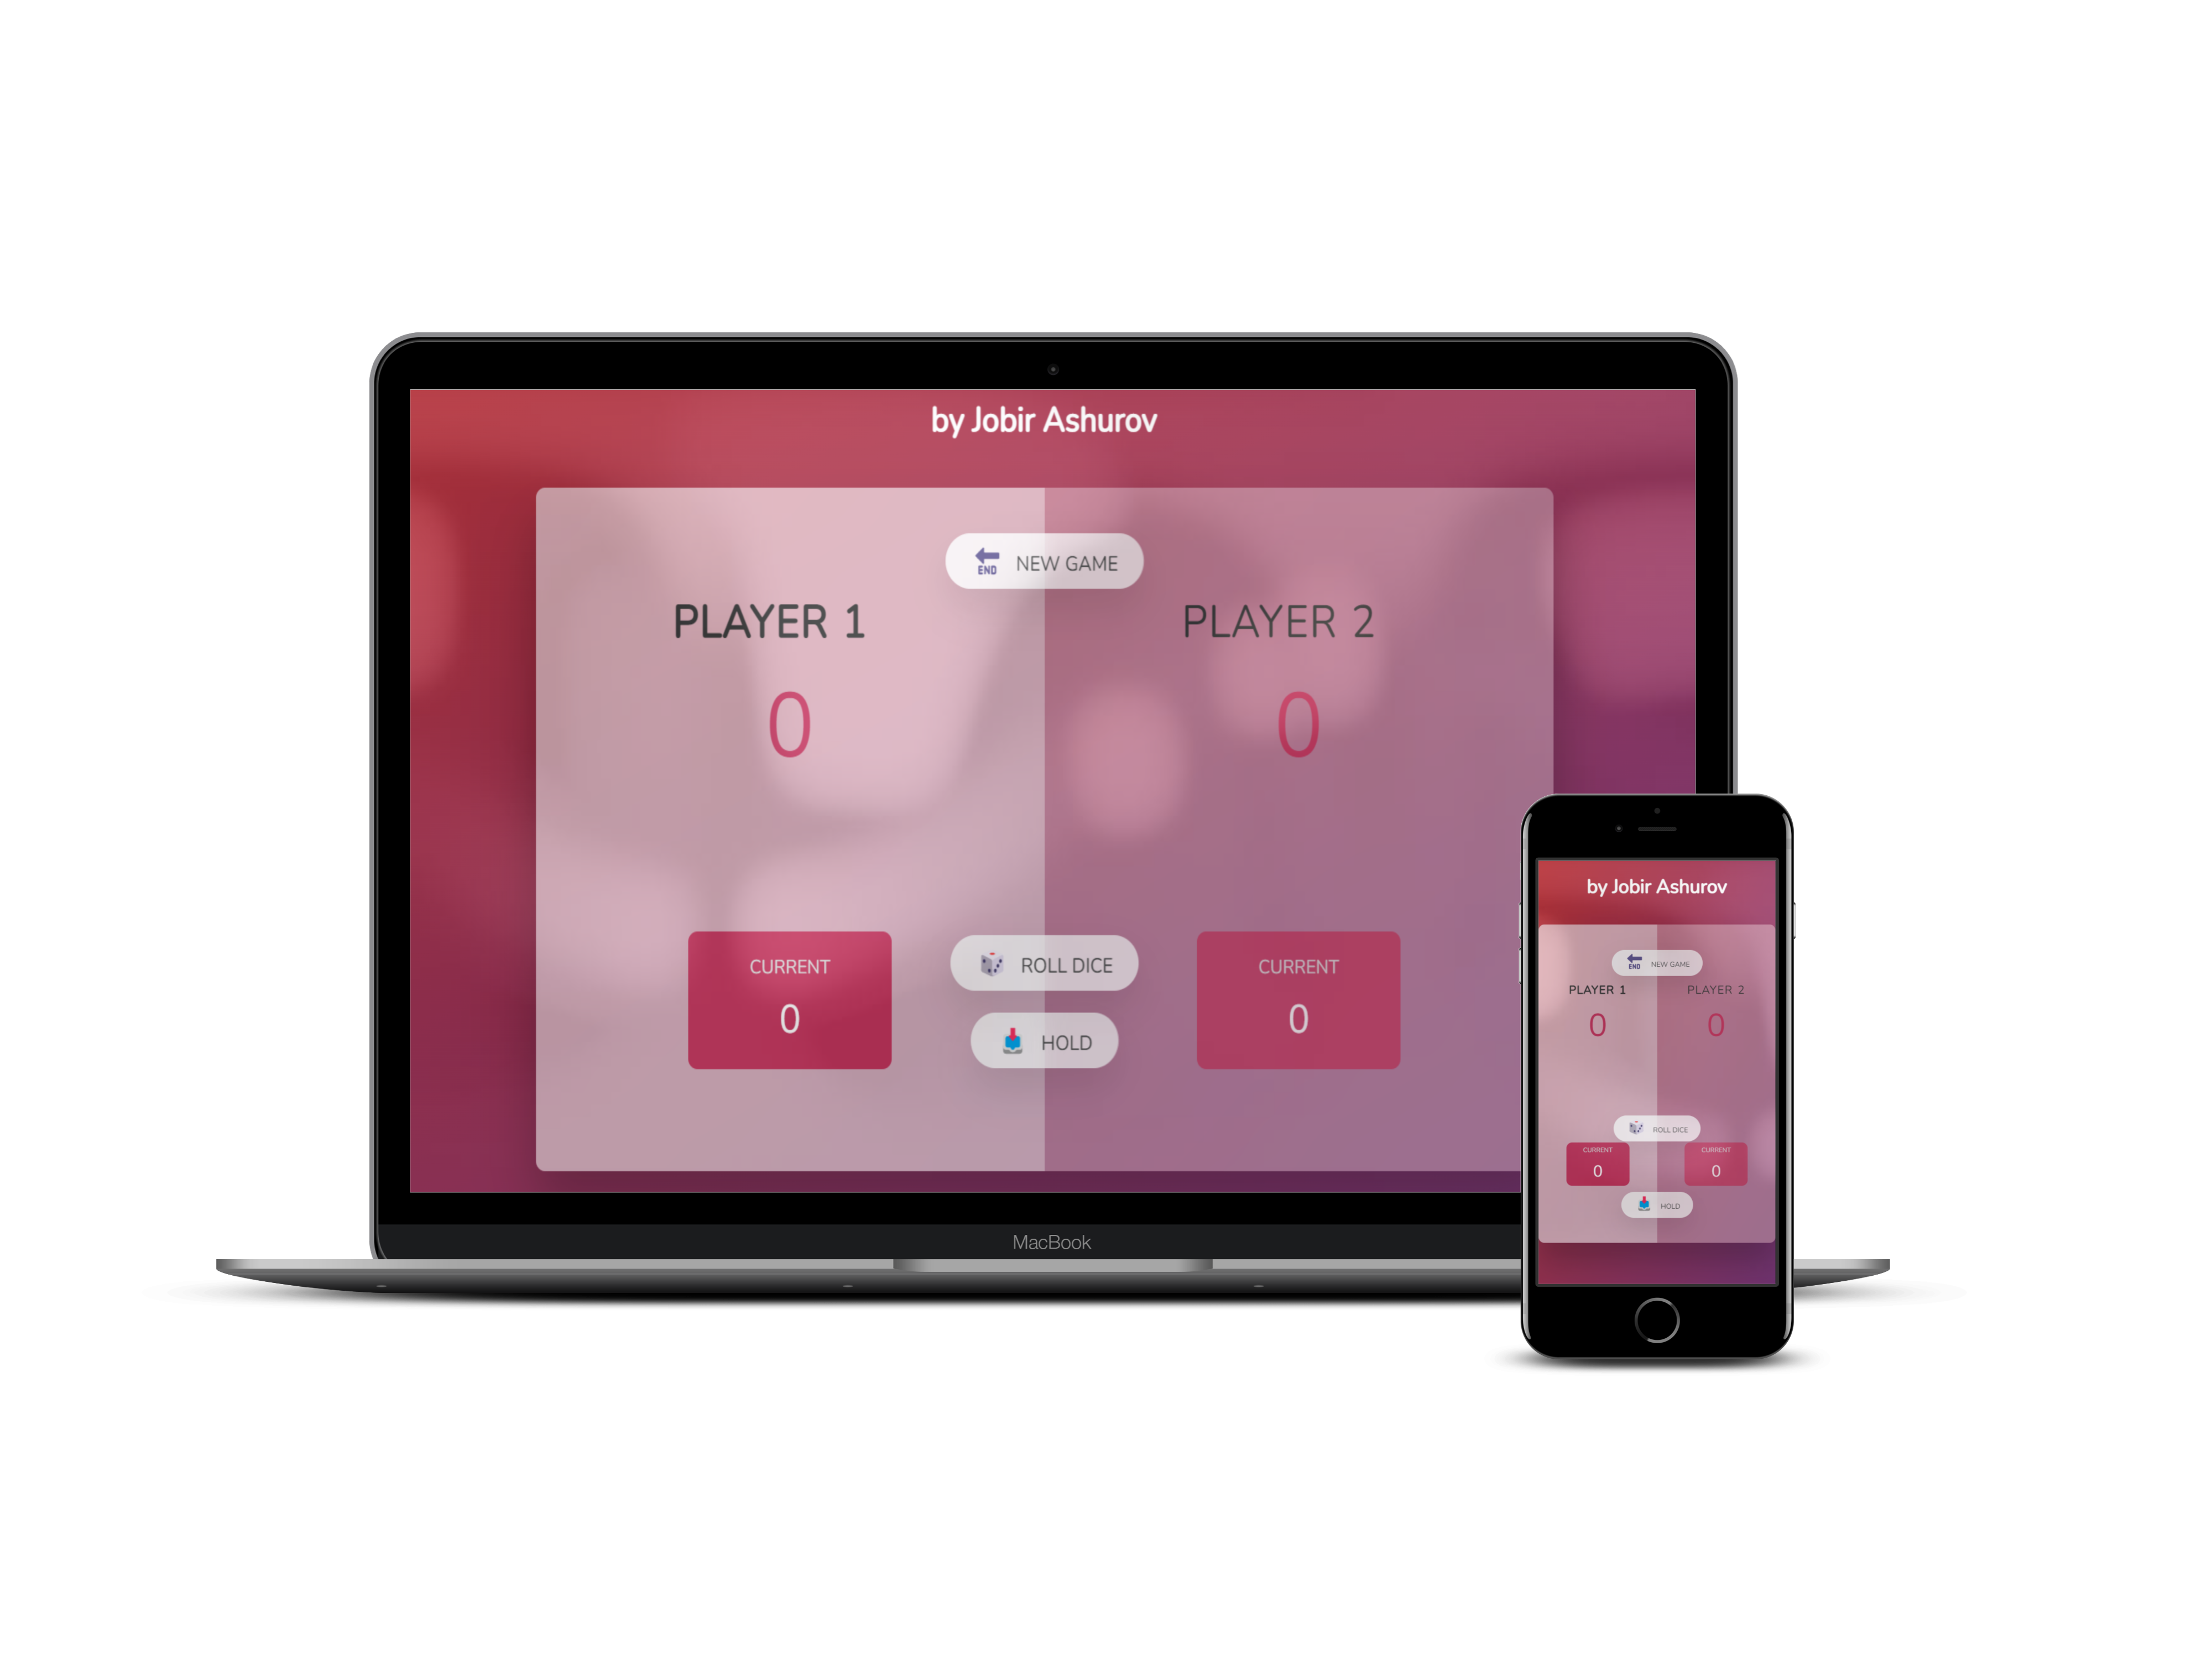 by Jobir Ashurov
END NEW GAME
PLAYER 1 PLAYER 2
0 0
CURRENT ROLL DICE CURRENT
0 HOLD 0
MacBook
by Jobir Ashurov
END NEW GAME
PLAYER 1 PLAYER 2
0 0
ROLL DICE
CURRENT CURRENT
0 0
HOLD